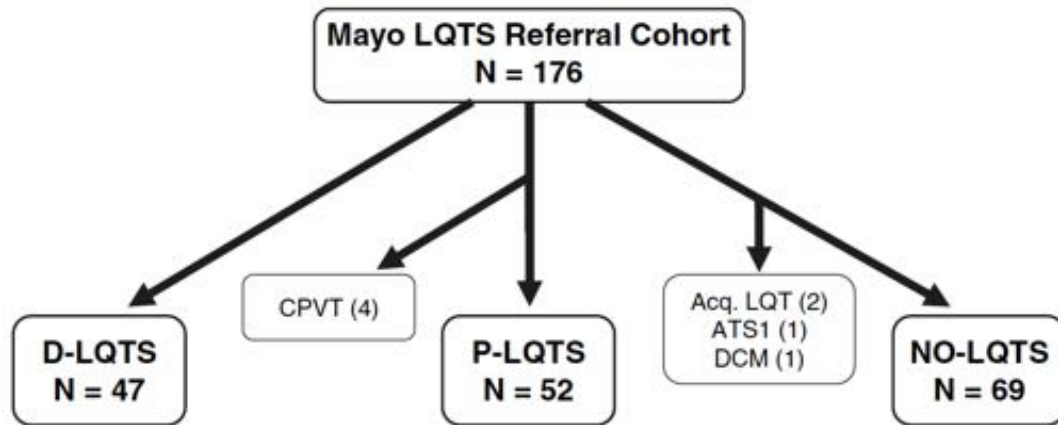 Mayo LQTS Referral Cohort
N = 176
CPVT (4)
Acq. LQT (2)
ATS1 (1)
DCM (1)
D-LQTS
N = 47
P-LQTS
N = 52
NO-LQTS
N = 69